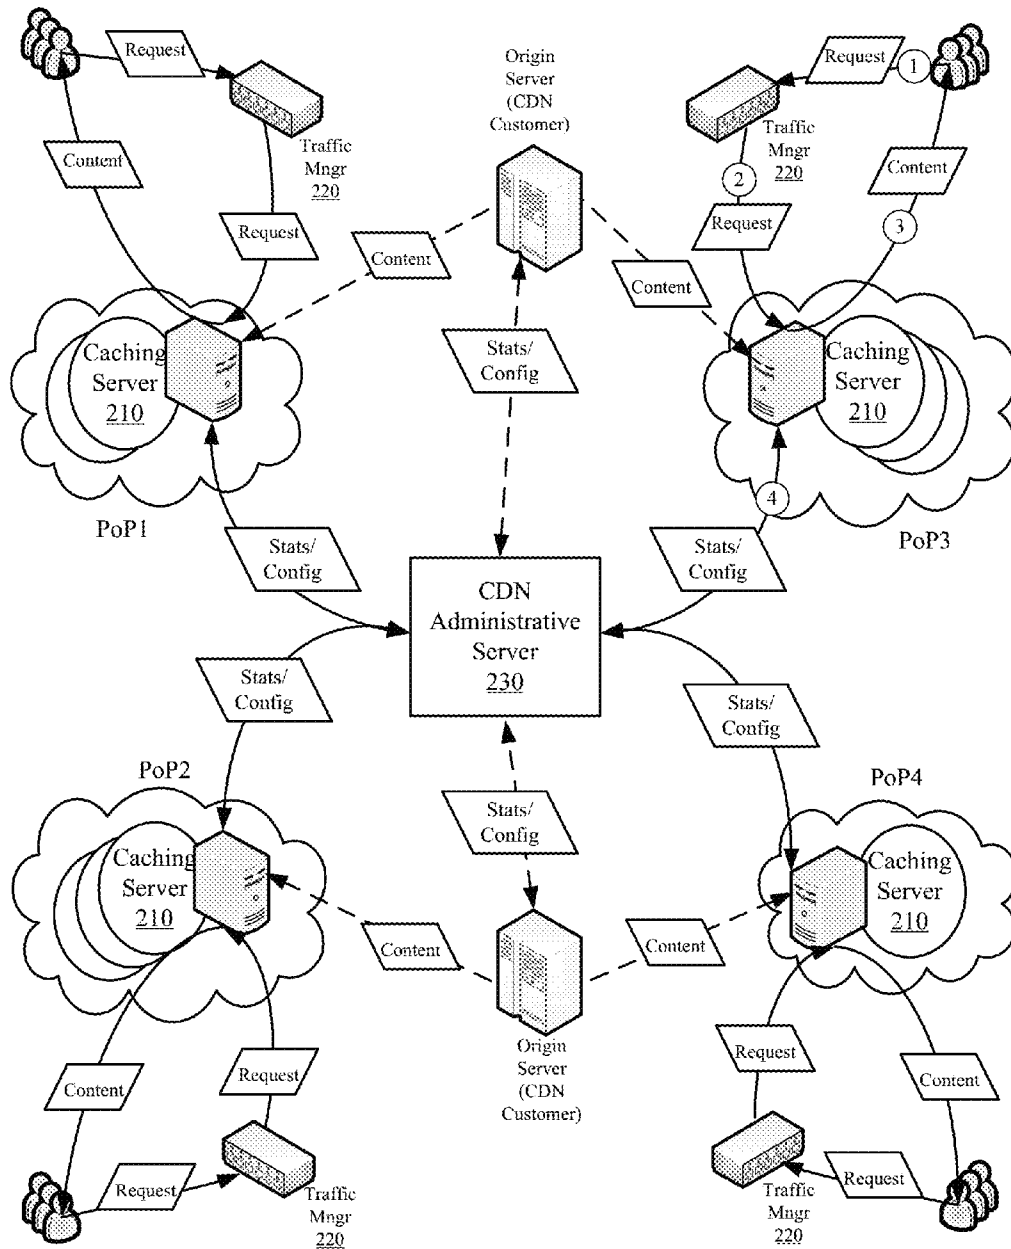 Request
Traffic
Mngr
220
Content
Request
Origin
Server
(CDN
Customer)
Content
Content
Stats/
Config
Request
1
Traffic
Mngr
220
2
Request
Content
3
Caching
Server
210
PoP1
Caching
Server
210
PoP3
4
Stats/
Config
Stats/
Config
CDN
Administrative
Server
230
Stats/
Config
Stats/
Config
PoP2
Caching
Server
210
Stats/
Config
PoP4
Caching
Server
210
Content
Content
Origin
Server
(CDN
Customer)
Content
Request
Request
Traffic
Mngr
220
Request
Content
Traffic
Mngr
220
Request